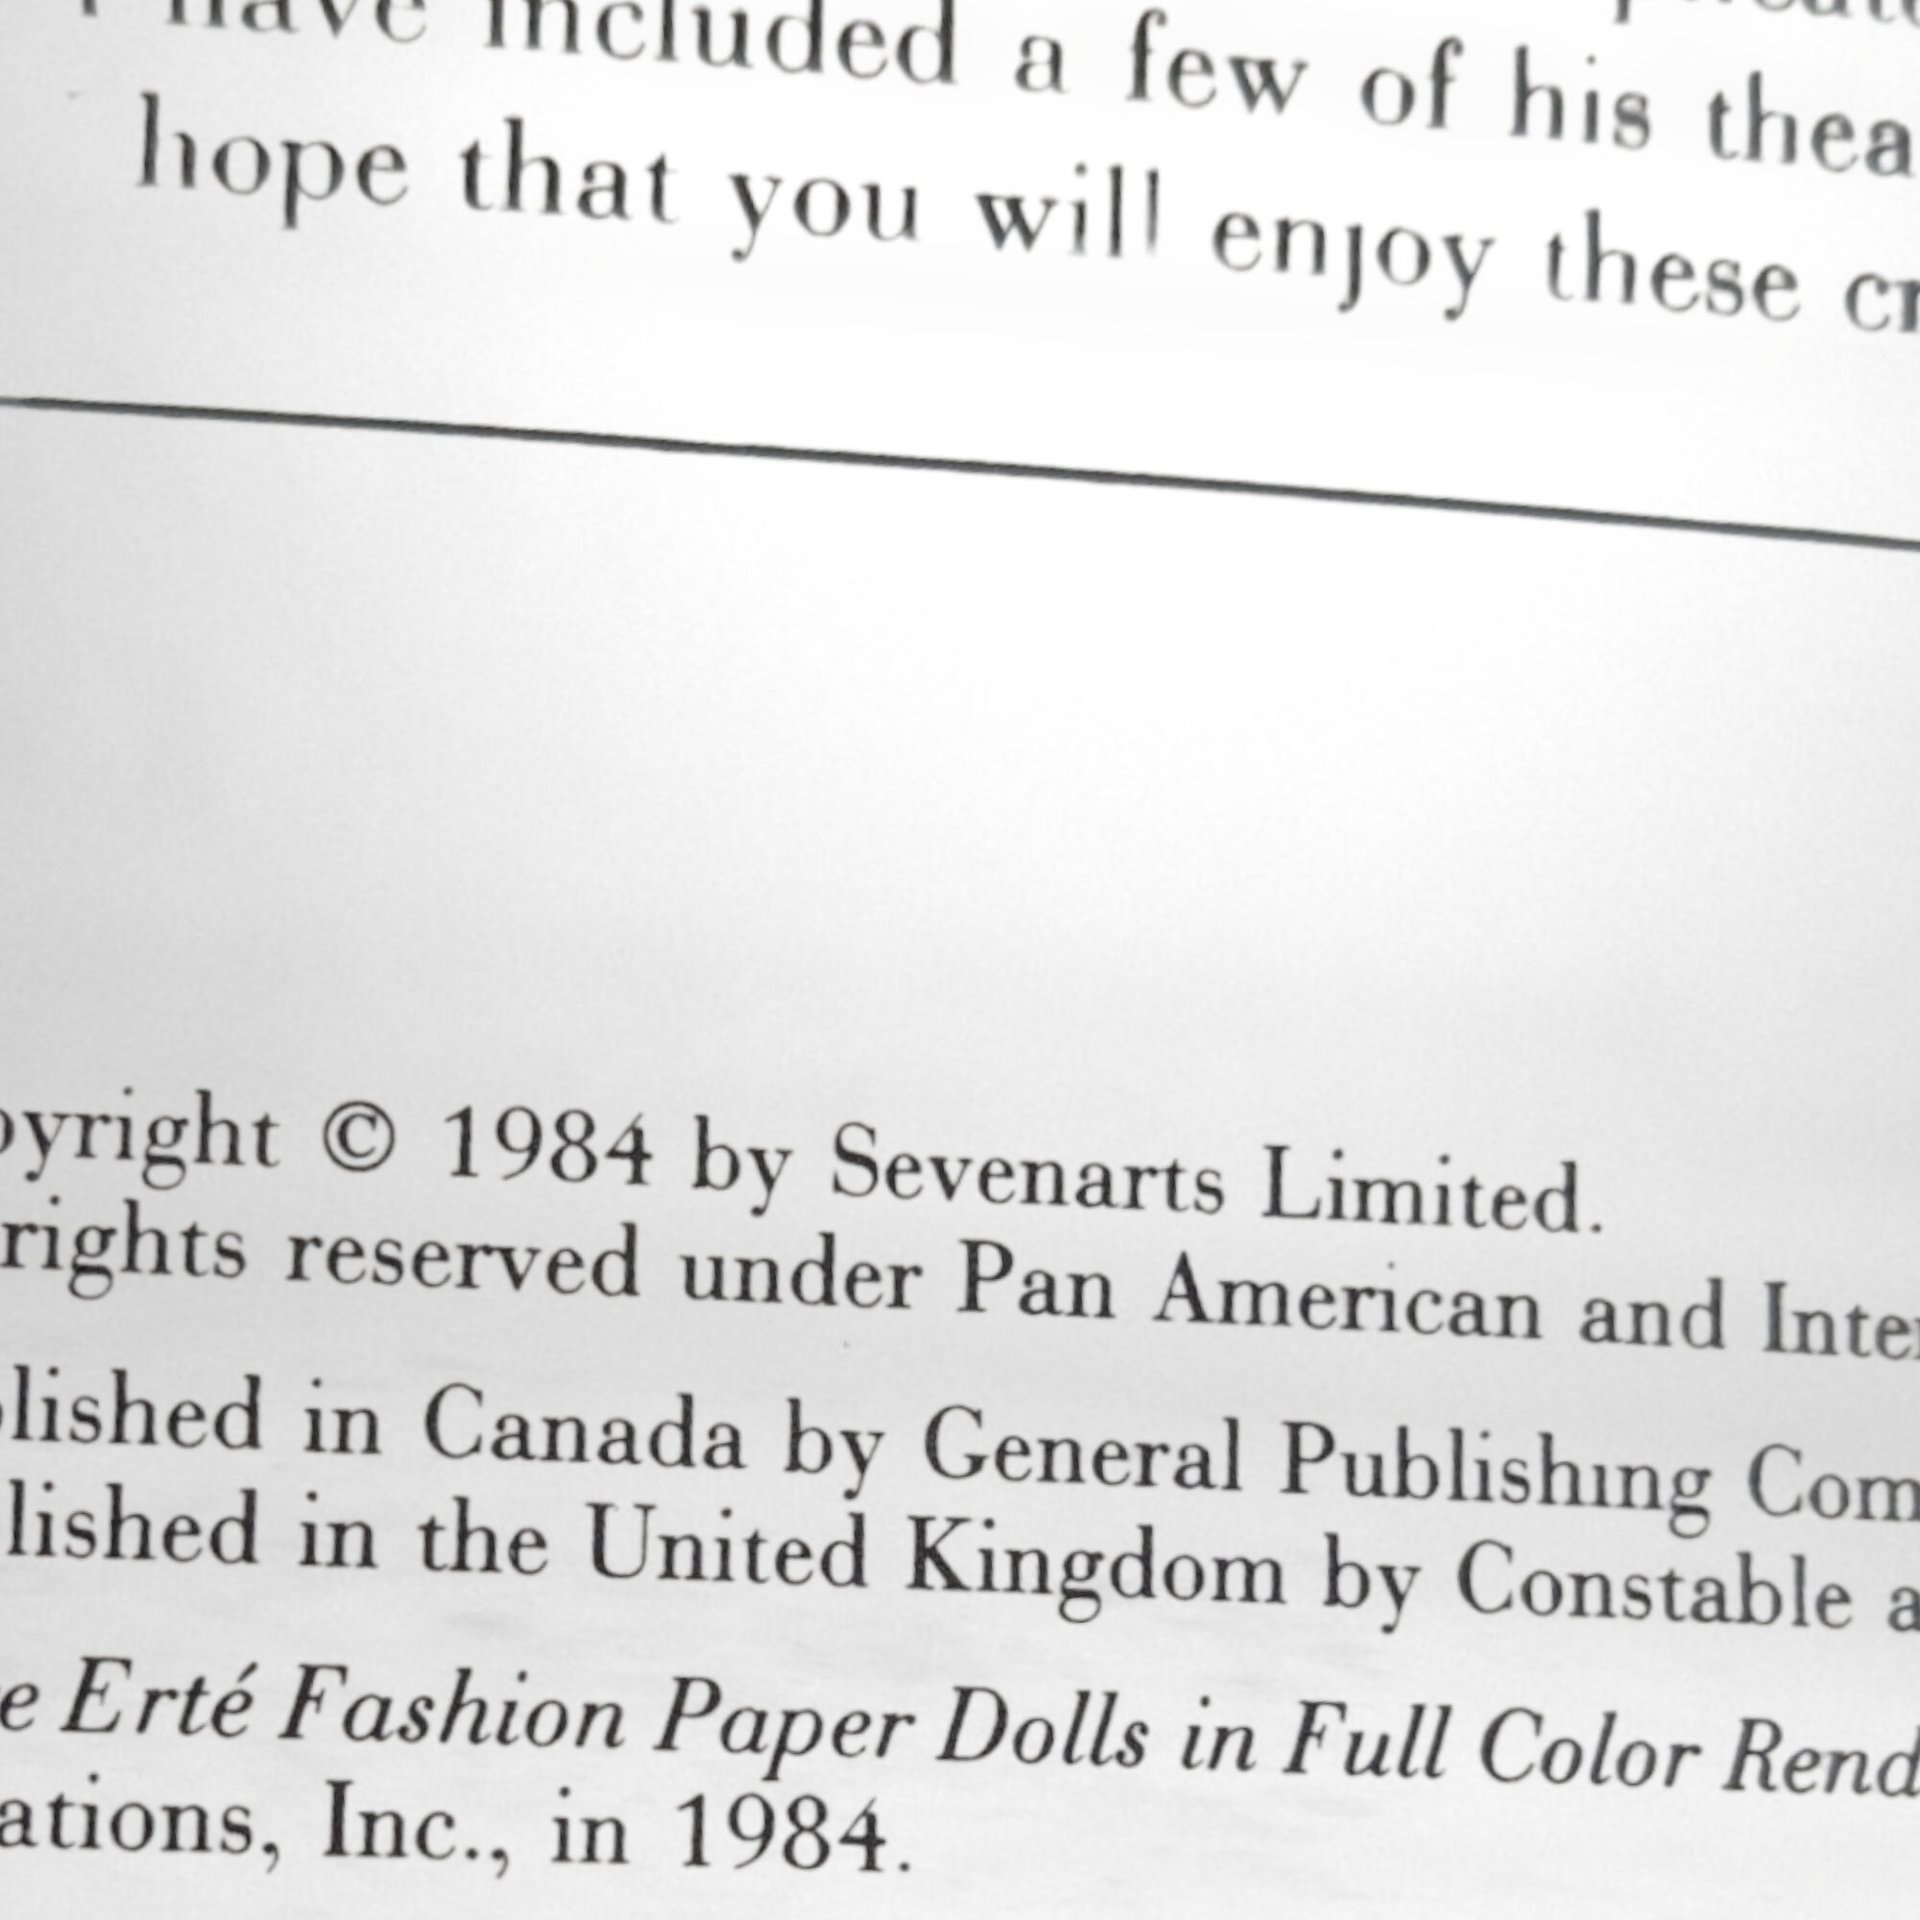 have included a few of his thea
hope that you will enjoy these cr
pyright © 1984 by Sevenarts Limited.
rights reserved under Pan American and Inter
lished in Canada by General Publishing Com
lished in the United Kingdom by Constable a
e Erté Fashion Paper Dolls in Full Color Rend
ations, Inc., in 1984.